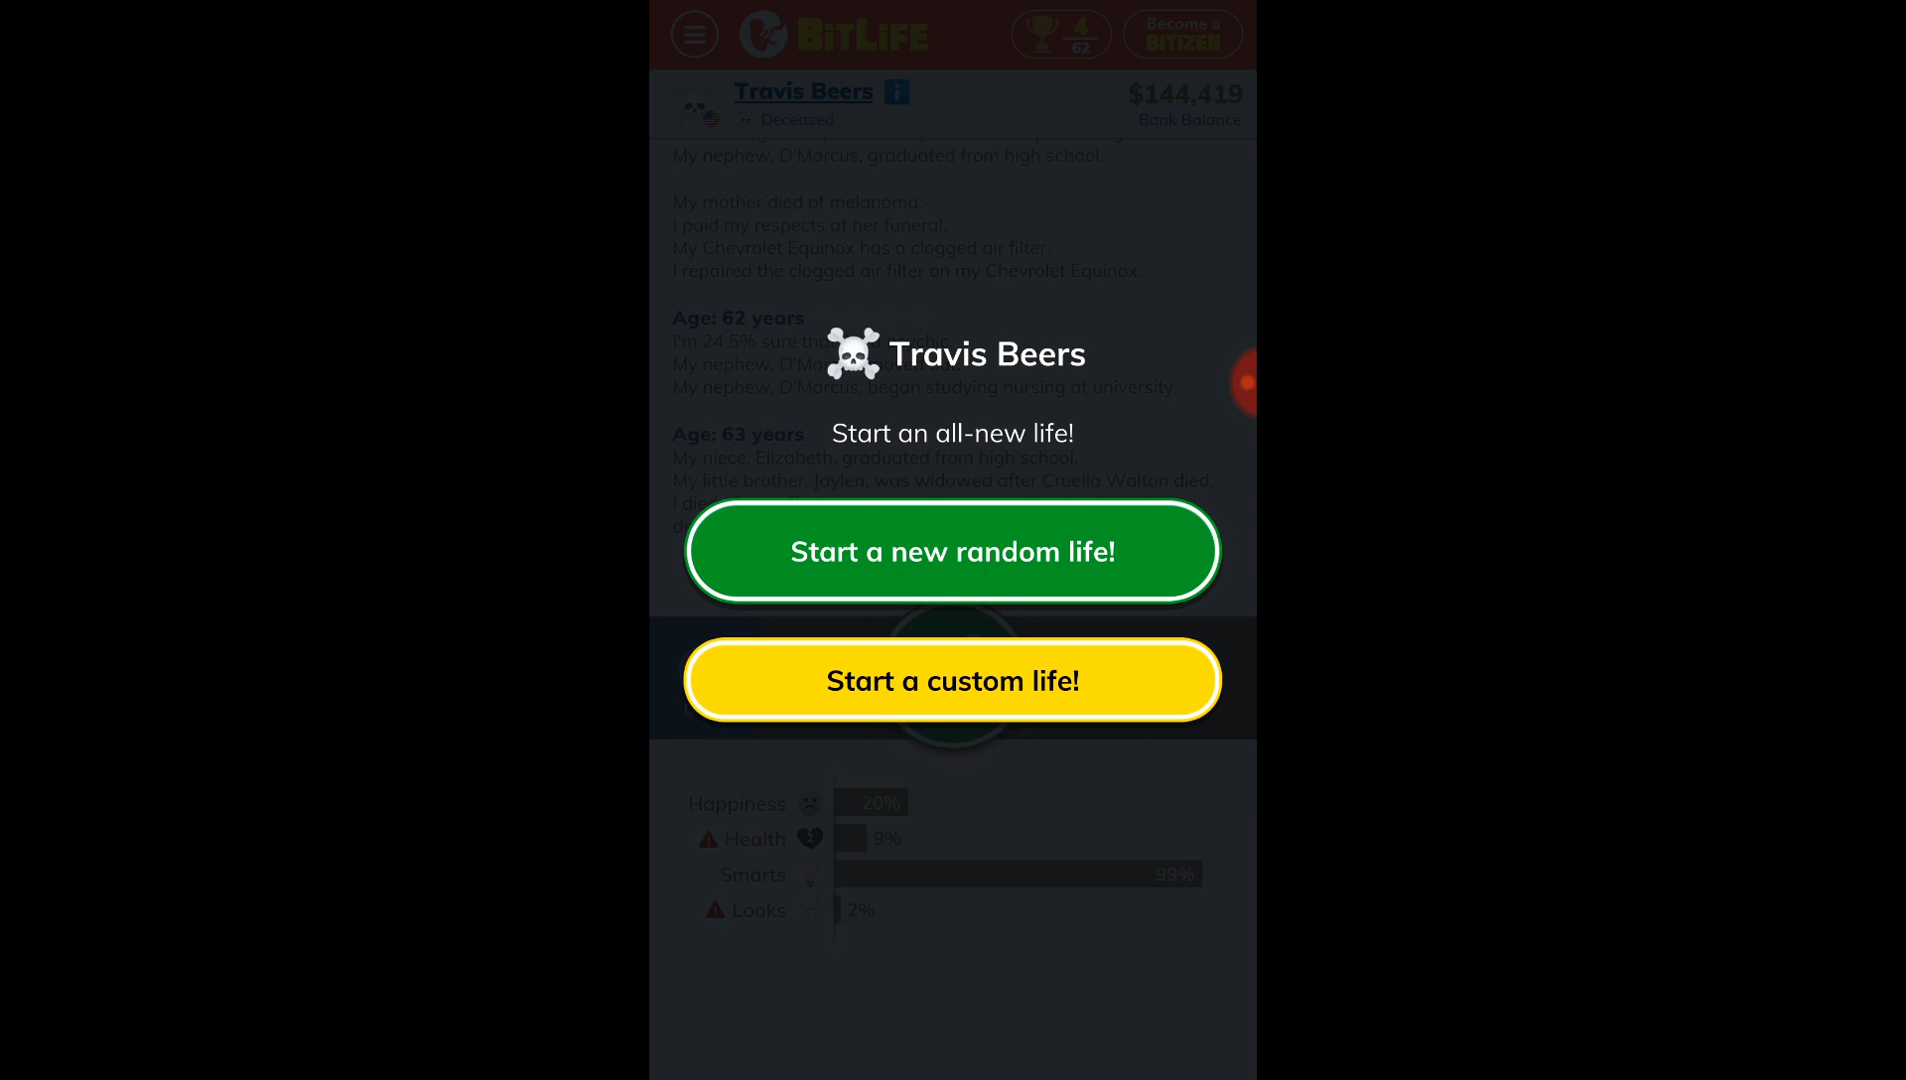 BITLIFE
4
62
Become a
BITIZEN
Travis Beers
$144,419
Deceased
Bank Balance
My nephew, D'Marcus, graduated from high school.
My mother died of melanoma.
I paid my respects at her funeral.
My Chevrolet Equinox has a clogged air filter.
I repaired the clogged air filter on my Chevrolet Equinox.
Age: 62 years
I'm 24.5% sure
My nephew,
My nephew, D'Marcus, began studying nursing at university.
Travis Beers
Age: 63 years
Start an all-new life!
My niece, Elizabeth, graduated from high school.
My little brother, Jaylen, was widowed after Cruella Walton died.
Start a new random life!
Start a custom life!
Happiness 20%
Health 9%
Smarts 99%
Looks 2%